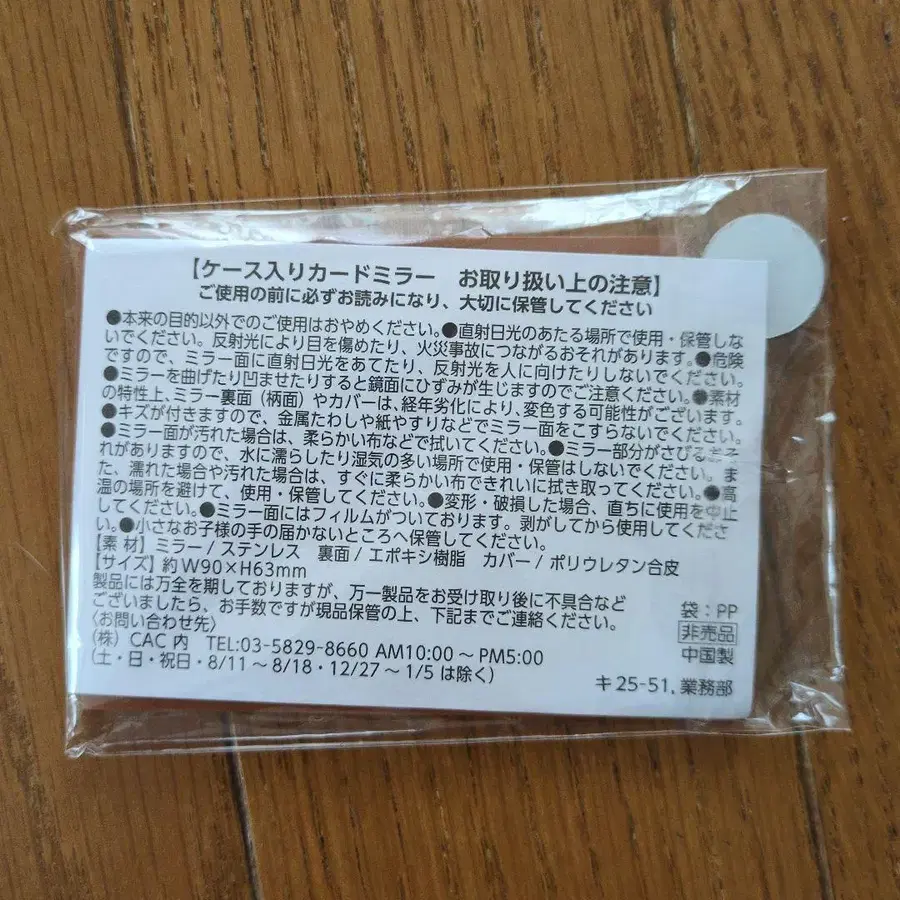 【ケース入りカードミラー　お取り扱い上の注意】
ご使用の前に必ずお読みになり、大切に保管してください
●本来の目的以外でのご使用はおやめください。●直射日光のあたる場所で使用・保管しな
いでください。反射光により目を傷めたり、火災事故につながるおそれがあります。●危険
ですので、ミラー面に直射日光をあてたり、反射光を人に向けたりしないでください。
●ミラーを曲げたり凹ませたりすると鏡面にひずみが生じますのでご注意ください。●素材
の特性上、ミラー裏面（柄面）やカバーは、経年劣化により、変色する可能性がございます。
●キズが付きますので、金属たわしや紙やすりなどでミラー面をこすらないでください。
●ミラー面が汚れた場合は、柔らかい布などで拭いてください。●ミラー部分がさびるおそ
れがありますので、水に濡らしたり湿気の多い場所で使用・保管はしないでください。ま
た、濡れた場合や汚れた場合は、すぐに柔らかい布できれいに拭き取ってください。●高
温の場所を避けて、使用・保管してください。●変形・破損した場合、直ちに使用を中止
してください。●ミラー面にはフィルムがついております。剥がしてから使用してくださ
い。●小さなお子様の手の届かないところへ保管してください。
【素 材】ミラー / ステンレス　裏面 / エポキシ樹脂　カバー / ポリウレタン合皮
【サイズ】約 W90×H63mm
製品には万全を期しておりますが、万一製品をお受け取り後に不具合など
ございましたら、お手数ですが現品保管の上、下記までご連絡ください。
〈お問い合わせ先〉
（株）CAC 内　TEL:03-5829-8660 AM10:00～PM5:00
（土・日・祝日・8/11～8/18・12/27～1/5 は除く）
袋：PP
非売品
中国製
キ 25-51, 業務部